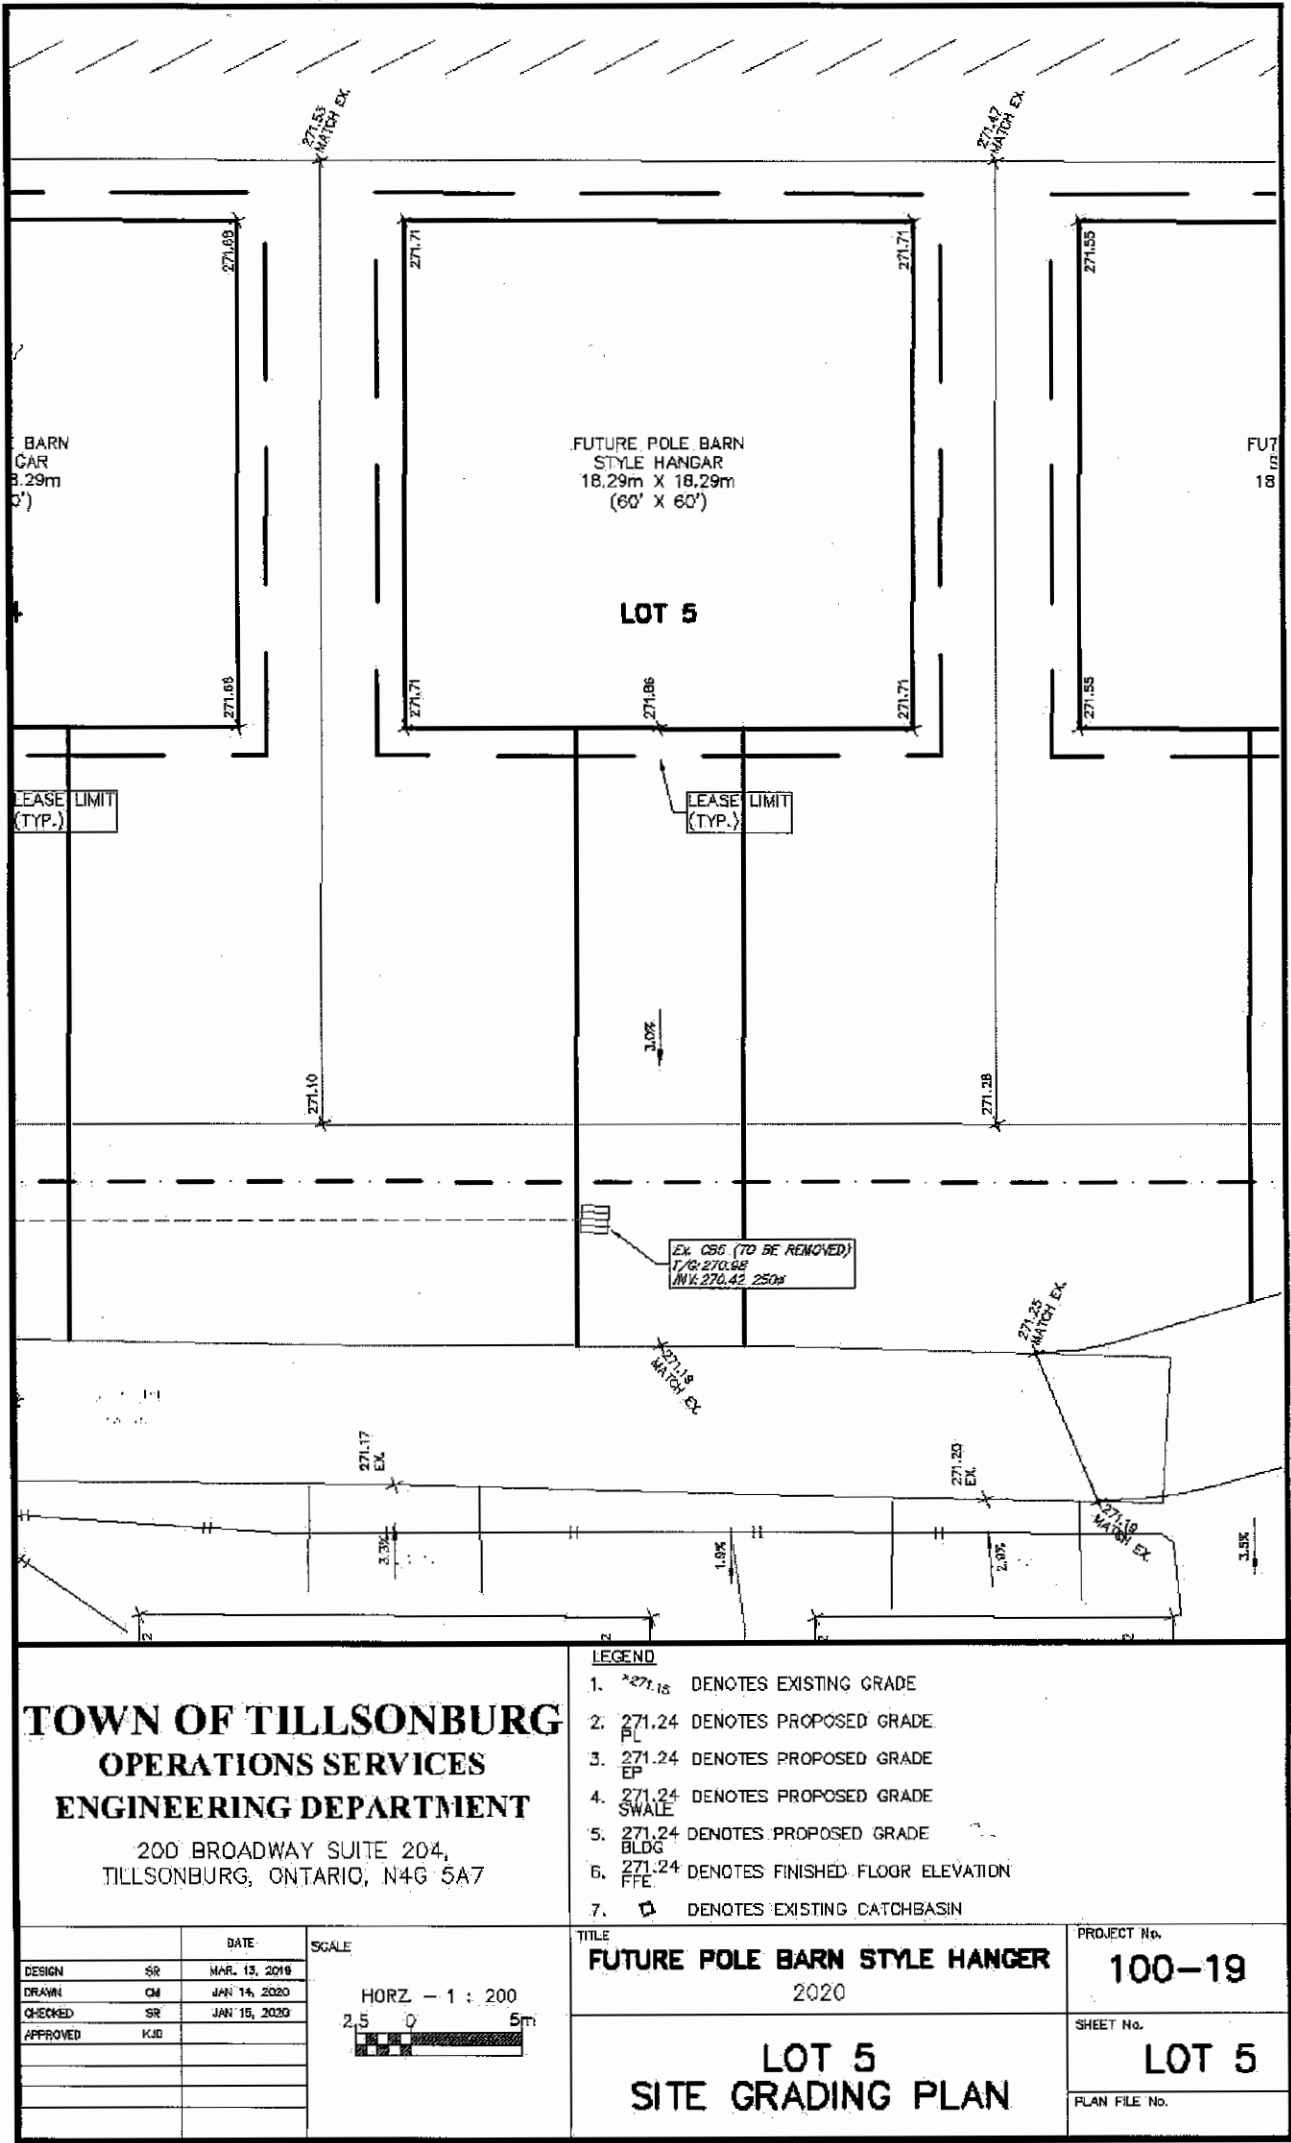 271.53
MATCH EX.
271.47
MATCH EX.
271.68
271.71
271.71
271.55
BARN
GAR
8.29m
0')
FUTURE POLE BARN
STYLE HANGAR
18.29m X 18.29m
(60' X 60')
18
LOT 5
271.68
271.71
271.86
271.71
271.55
LEASE LIMIT
(TYP.)
LEASE LIMIT
(TYP.)
3.0%
271.10
271.28
EX. CB5 (TO BE REMOVED)
T/G: 270.98
INV: 270.42 250ø
271.25
MATCH EX.
271.18
MATCH EX.
271.17
EX.
271.20
EX.
271.19
MATCH EX.
3.3%
1.9%
2.9%
3.5%
TOWN OF TILLSONBURG
OPERATIONS SERVICES
ENGINEERING DEPARTMENT
200 BROADWAY SUITE 204,
TILLSONBURG, ONTARIO, N4G 5A7
LEGEND
1. ×271.15 DENOTES EXISTING GRADE
2. 271.24 DENOTES PROPOSED GRADE
PL
3. 271.24 DENOTES PROPOSED GRADE
EP
4. 271.24 DENOTES PROPOSED GRADE
SWALE
5. 271.24 DENOTES PROPOSED GRADE
BLDG
6. 271.24 DENOTES FINISHED FLOOR ELEVATION
FFE
7. DENOTES EXISTING CATCHBASIN
DATE
DESIGN SR MAR. 13, 2019
DRAWN CM JAN 14, 2020
CHECKED SR JAN 15, 2020
APPROVED KJB
SCALE
HORZ - 1 : 200
2.5 0 5m
TITLE
FUTURE POLE BARN STYLE HANGER
2020
LOT 5
SITE GRADING PLAN
PROJECT No.
100-19
SHEET No.
LOT 5
PLAN FILE No.